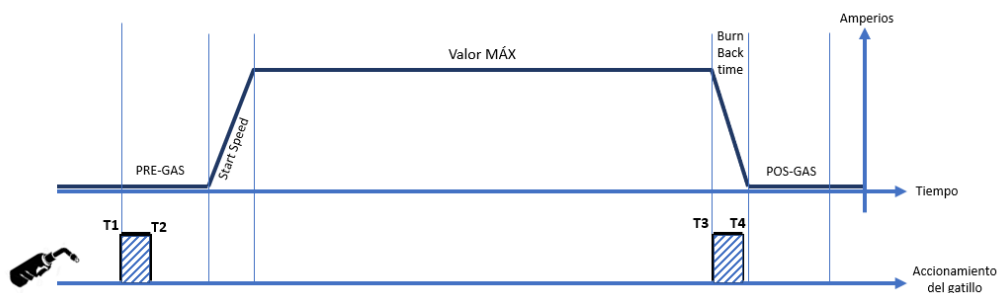 Amperios
Burn
Back
time
Valor MÁX
Start Speed
PRE-GAS
POS-GAS
Tiempo
T1
T2
T3
T4
Accionamiento
del gatillo